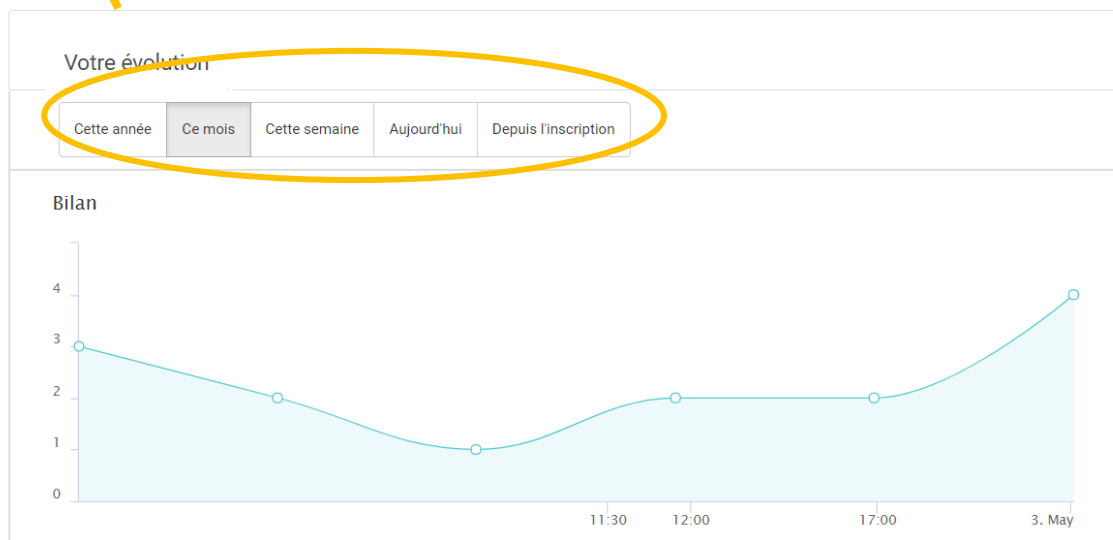 Votre évolution
Cette année Ce mois Cette semaine Aujourd'hui Depuis l'inscription
Bilan
4
3
2
1
0
11:30 12:00 17:00 3. May